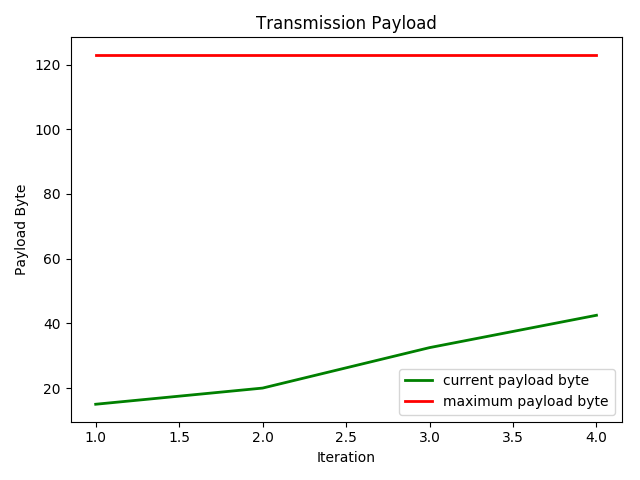 Transmission Payload
Payload Byte
120
100
80
60
40
20
current payload byte
maximum payload byte
1.0 1.5 2.0 2.5 3.0 3.5 4.0
Iteration